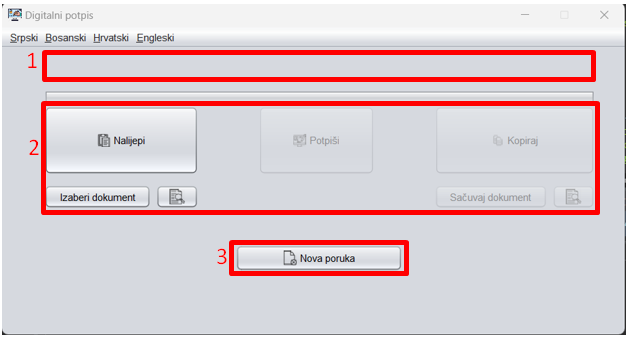 Digitalni potpis
Srpski Bosanski Hrvatski Engleski
1
2
Nalijepi Potpiši Kopiraj
Izaberi dokument Sačuvaj dokument
3
Nova poruka